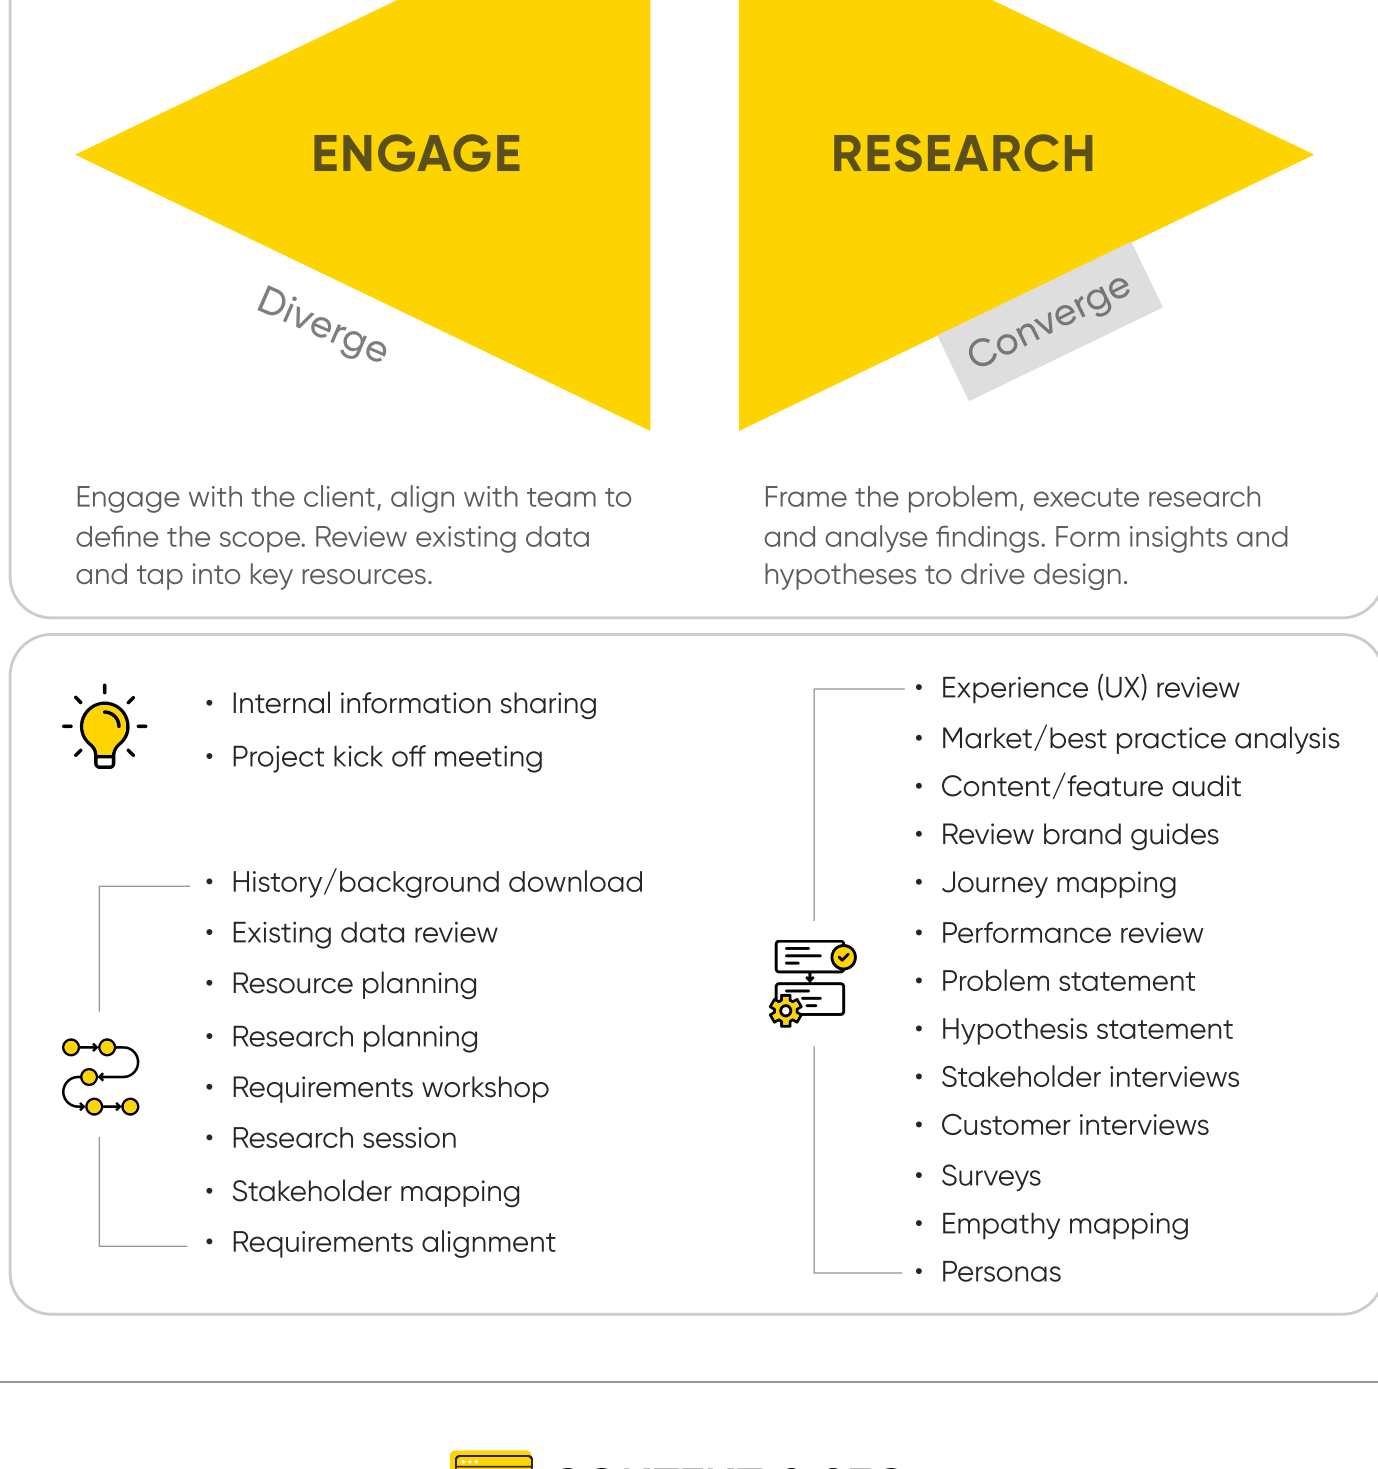 ENGAGE
Diverge
Engage with the client, align with team to
define the scope. Review existing data
and tap into key resources.
RESEARCH
Converge
Frame the problem, execute research
and analyse findings. Form insights and
hypotheses to drive design.
• Internal information sharing
• Project kick off meeting
• History/background download
• Existing data review
• Resource planning
• Research planning
• Requirements workshop
• Research session
• Stakeholder mapping
• Requirements alignment
• Experience (UX) review
• Market/best practice analysis
• Content/feature audit
• Review brand guides
• Journey mapping
• Performance review
• Problem statement
• Hypothesis statement
• Stakeholder interviews
• Customer interviews
• Surveys
• Empathy mapping
• Personas